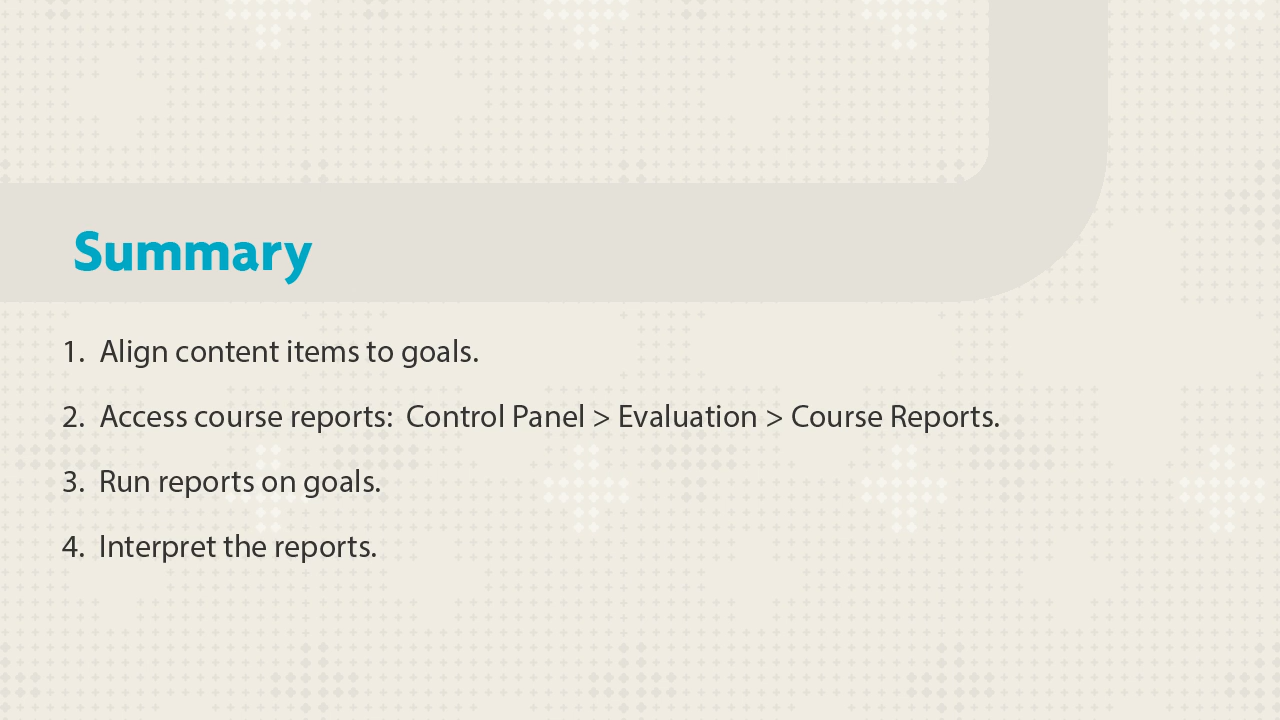 Summary
1. Align content items to goals.
2. Access course reports: Control Panel > Evaluation > Course Reports.
3. Run reports on goals.
4. Interpret the reports.